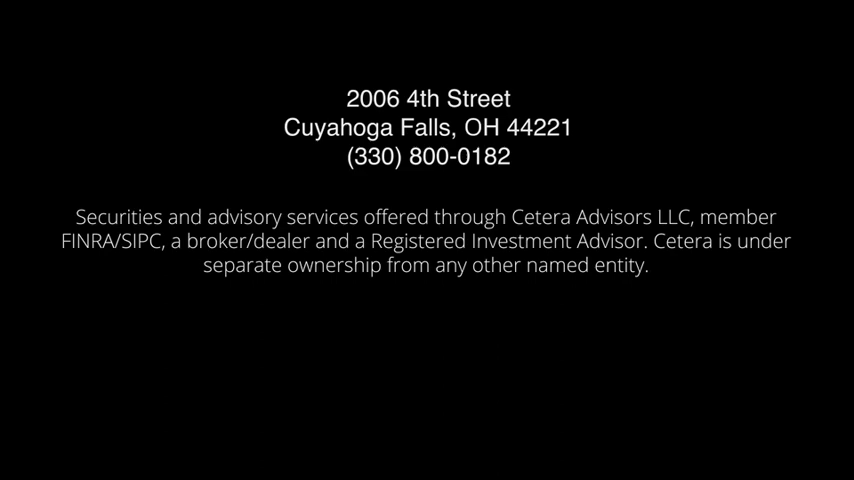 2006 4th Street
Cuyahoga Falls, OH 44221
(330) 800-0182
Securities and advisory services offered through Cetera Advisors LLC, member
FINRA/SIPC, a broker/dealer and a Registered Investment Advisor. Cetera is under
separate ownership from any other named entity.